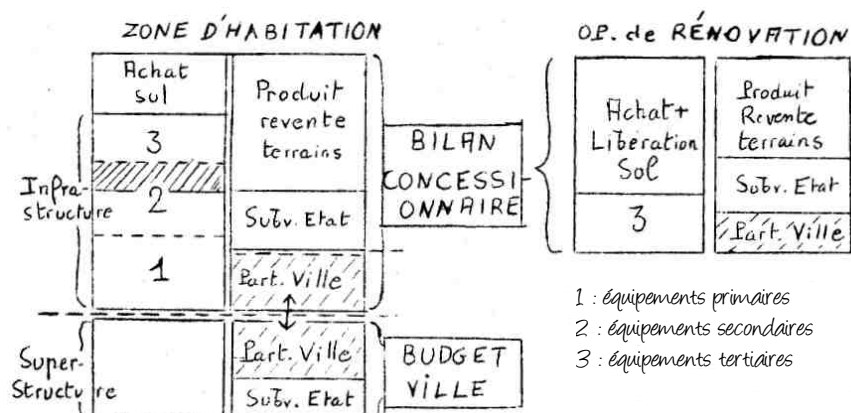 ZONE D'HABITATION
Achat
sol
3
2
1
Infra-
structure
Produit
revente
terrains
Subv. Etat
Part. Ville
BILAN
CONCESSI
ONNAIRE
Super-
Structure
Part. Ville
Subv. Etat
BUDGET
VILLE
OP. de RÉNOVATION
Achat+
Libération
Sol
3
Produit
Revente
terrains
Subv. Etat
Part. Ville
1 : équipements primaires
2 : équipements secondaires
3 : équipements tertiaires